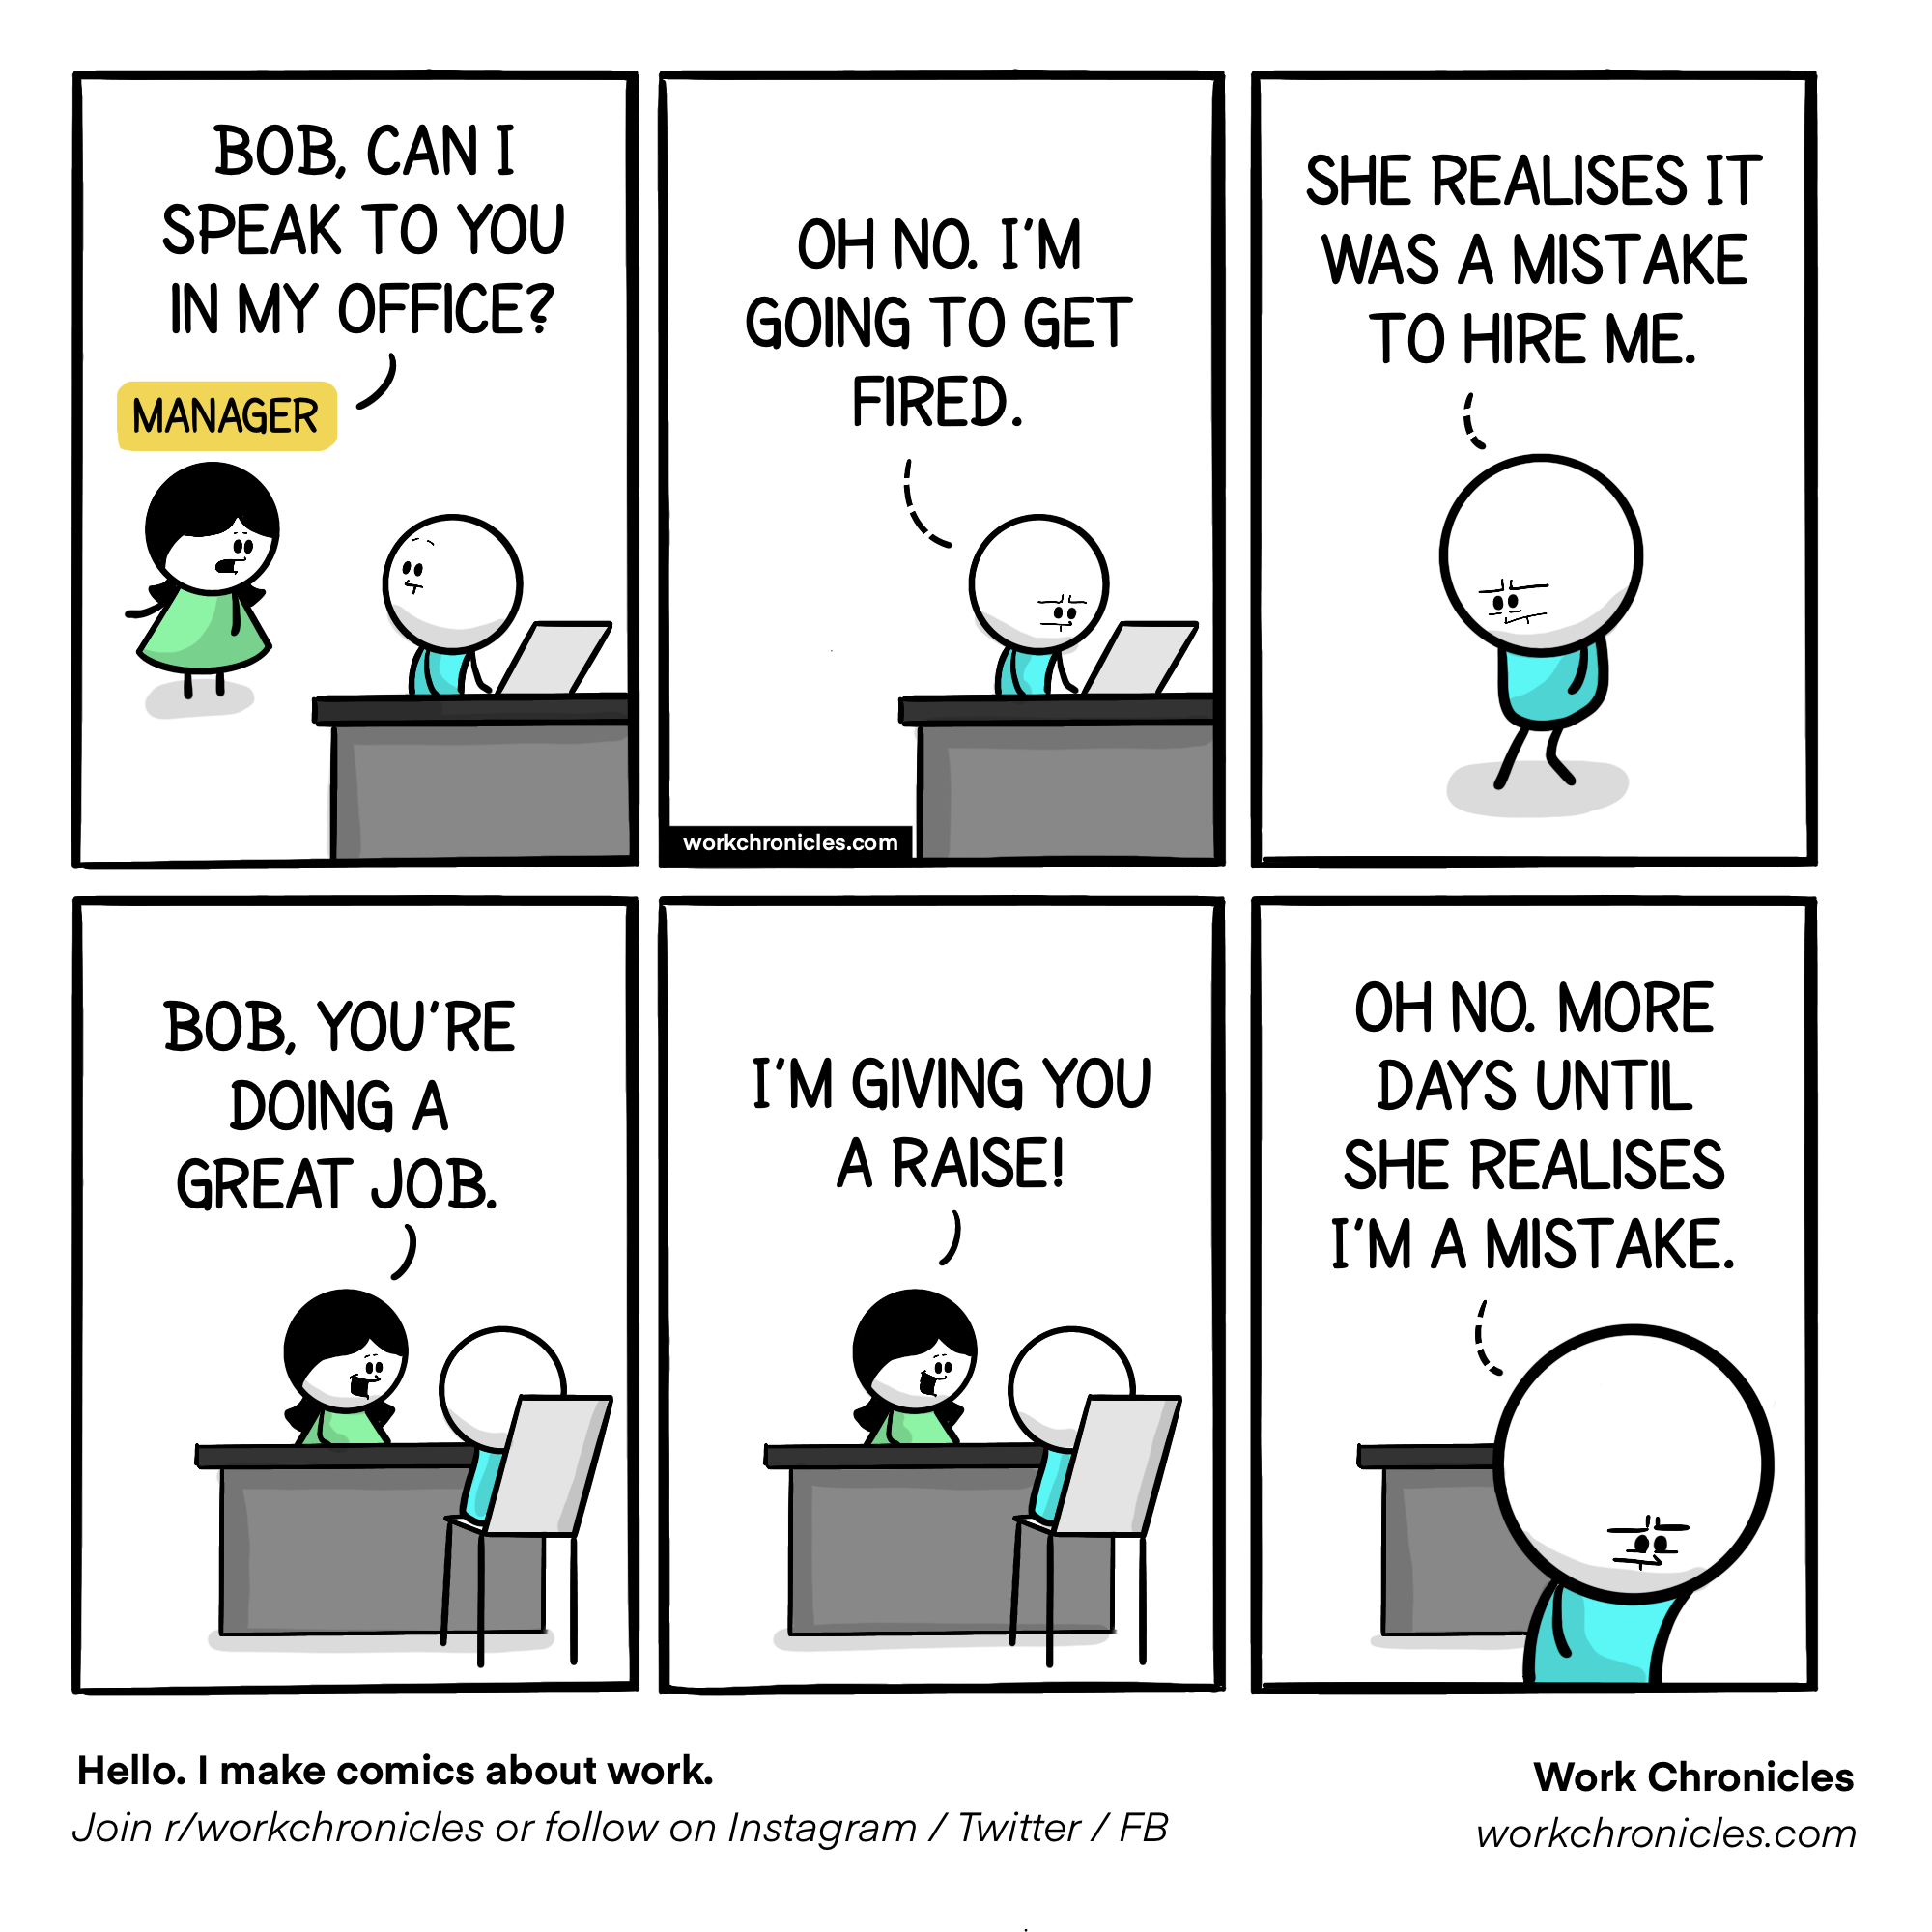 BOB, CAN I
SPEAK TO YOU
IN MY OFFICE?
MANAGER
OH NO. I'M
GOING TO GET
FIRED.
workchronicles.com
SHE REALISES IT
WAS A MISTAKE
TO HIRE ME.
BOB, YOU'RE
DOING A
GREAT JOB.
I'M GIVING YOU
A RAISE!
OH NO. MORE
DAYS UNTIL
SHE REALISES
I'M A MISTAKE.
Hello. I make comics about work.
Join r/workchronicles or follow on Instagram / Twitter / FB
Work Chronicles
workchronicles.com